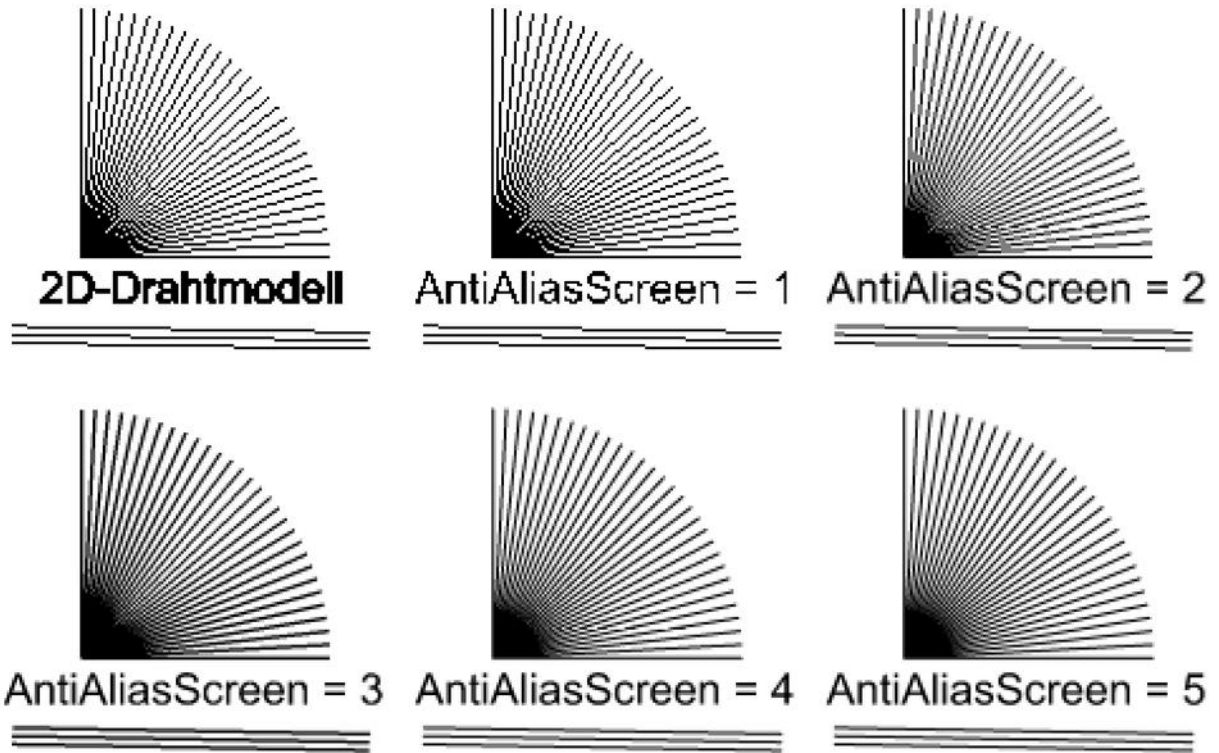 2D-Drahtmodell
AntiAliasScreen = 1
AntiAliasScreen = 2
AntiAliasScreen = 3
AntiAliasScreen = 4
AntiAliasScreen = 5